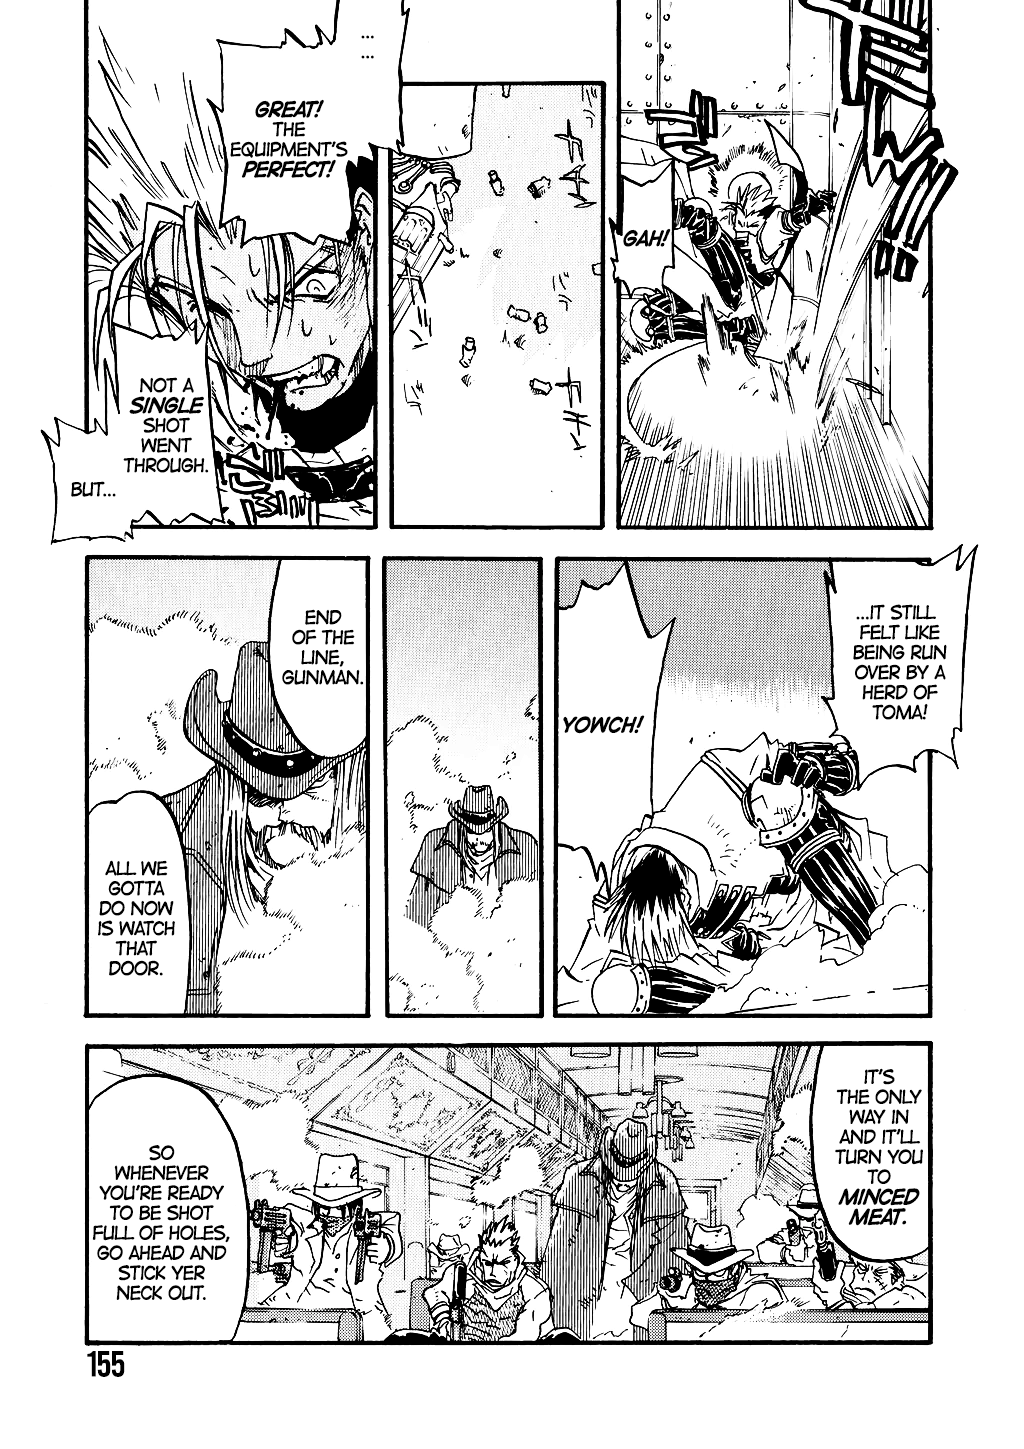 GAH!
...
...
GREAT!
THE
EQUIPMENT'S
PERFECT!
NOT A
SINGLE
SHOT
WENT
THROUGH.
BUT...
...IT STILL
FELT LIKE
BEING RUN
OVER BY A
HERD OF
TOMA!
YOWCH!
END
OF THE
LINE,
GUNMAN.
ALL WE
GOTTA
DO NOW
IS WATCH
THAT
DOOR.
IT'S
THE ONLY
WAY IN
AND IT'LL
TURN YOU
TO
MINCED
MEAT.
SO
WHENEVER
YOU'RE READY
TO BE SHOT
FULL OF HOLES,
GO AHEAD AND
STICK YER
NECK OUT.
155